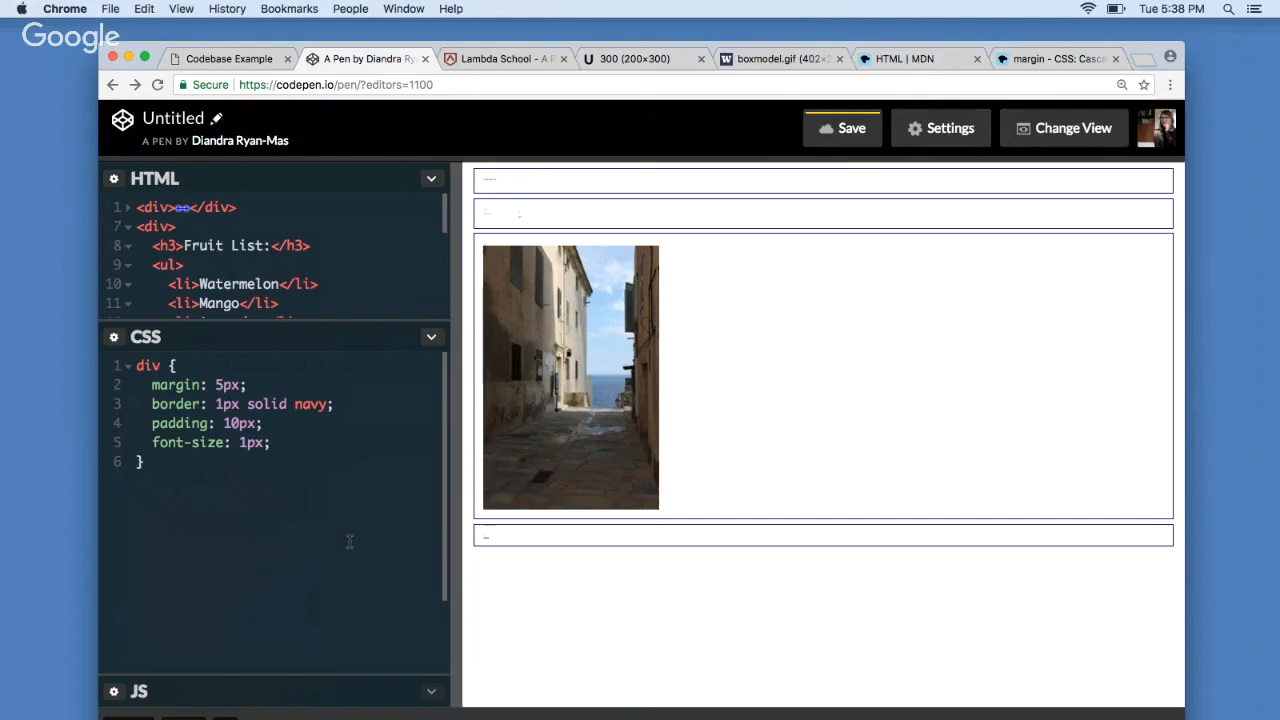 Chrome File Edit View History Bookmarks People Window Help Tue 5:38 PM
Google
Codebase Example A Pen by Diandra Ry Lambda School - A F 300 (200×300) boxmodel.gif (402×2 HTML | MDN margin - CSS: Casca
Secure https://codepen.io/pen/?editors=1100
Untitled
A PEN BY Diandra Ryan-Mas
Save Settings Change View
HTML
1 <div></div>
7 <div>
8 <h3>Fruit List:</h3>
9 <ul>
10 <li>Watermelon</li>
11 <li>Mango</li>
CSS
1 div {
2 margin: 5px;
3 border: 1px solid navy;
4 padding: 10px;
5 font-size: 1px;
6 }
JS